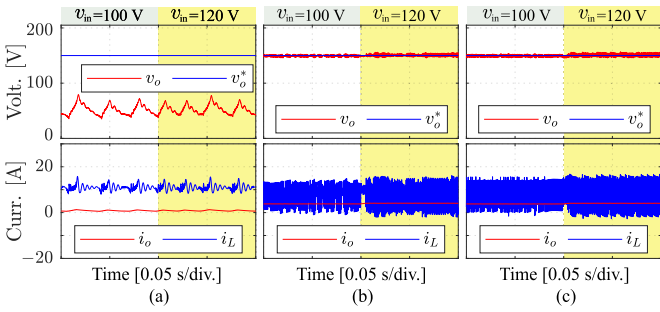 v_in=100 V v_in=120 V v_in=100 V v_in=120 V v_in=100 V v_in=120 V
200
Volt. [V]
100
0
v_o v_o^* v_o v_o^* v_o v_o^*
20
Curr. [A]
0
−20
i_o i_L i_o i_L i_o i_L
Time [0.05 s/div.] Time [0.05 s/div.] Time [0.05 s/div.]
(a) (b) (c)